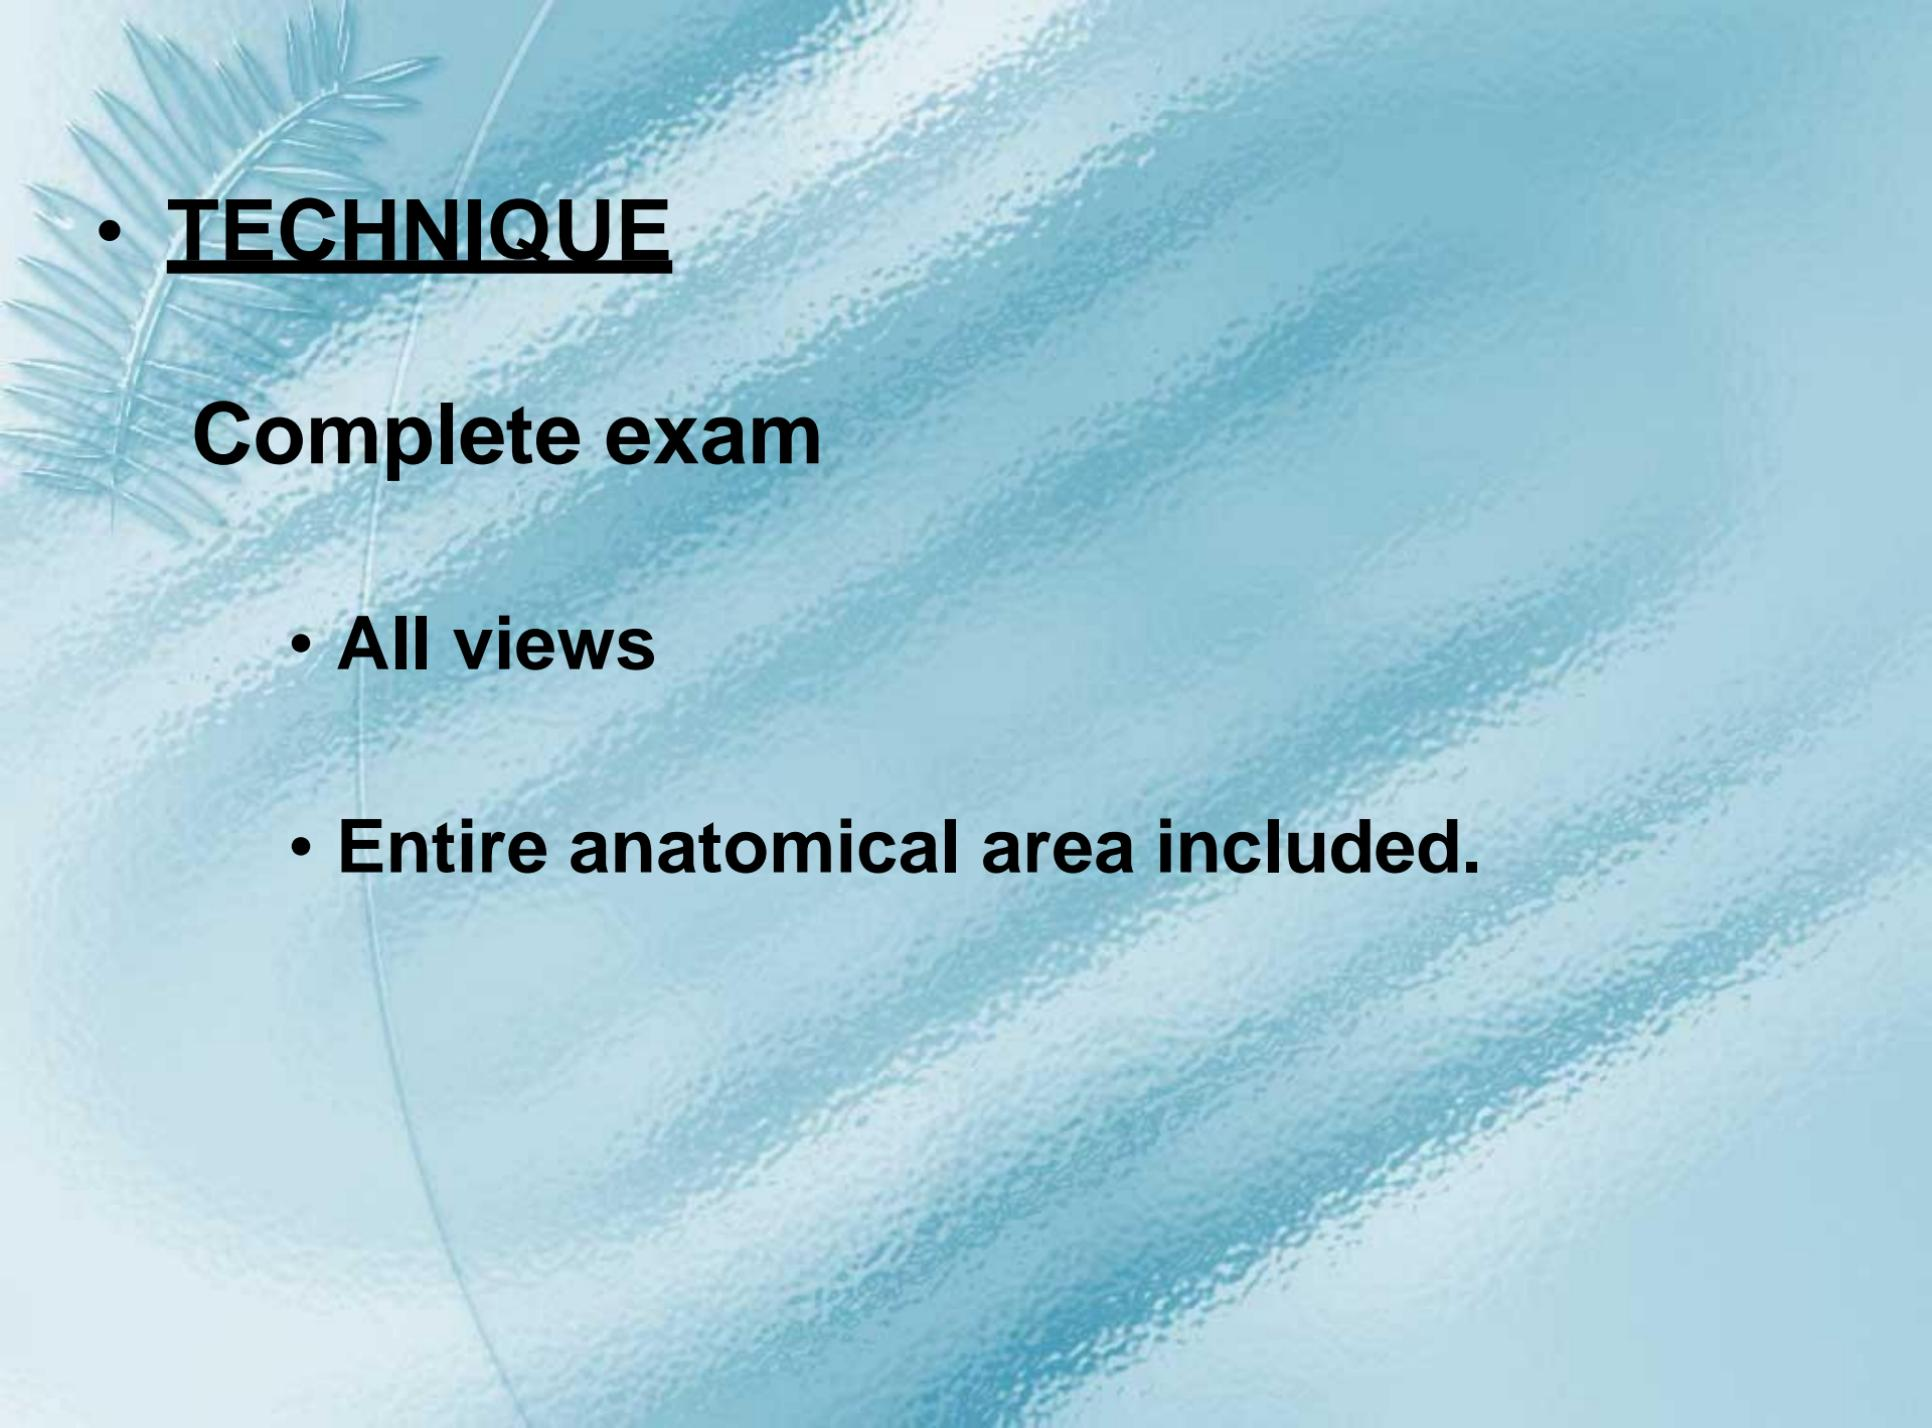 • TECHNIQUE
Complete exam
• All views
• Entire anatomical area included.